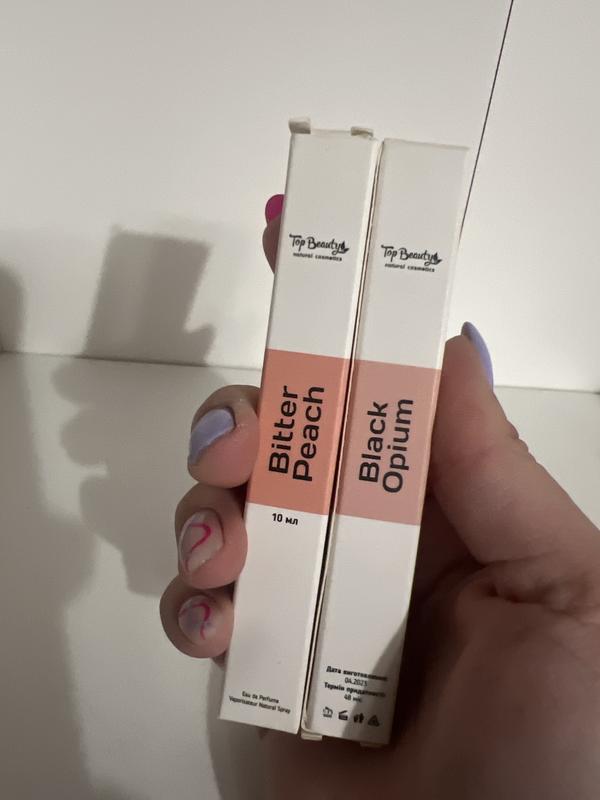 Top Beauty
natural cosmetics
Bitter
Peach
10 мл
Eau de Perfume
Vaporisateur Natural Spray
Top Beauty
natural cosmetics
Black
Opium
Дата виготовлення:
04.2023
Термін придатності:
48 міс